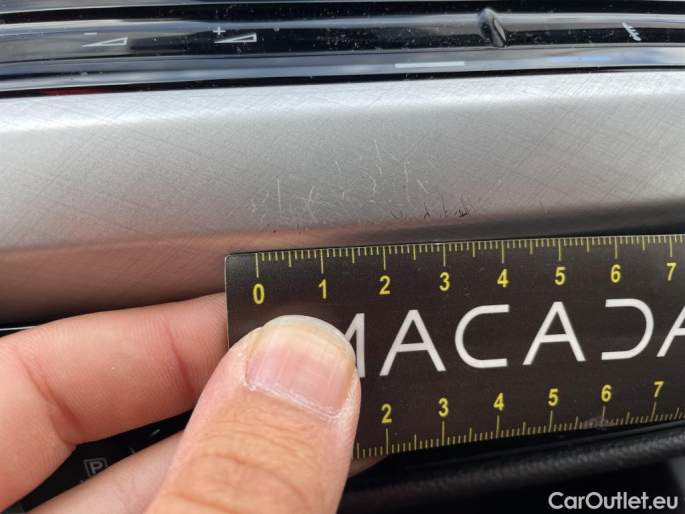 - +
0 1 2 3 4 5 6 7
MACADA
2 3 4 5 6 7
P
CarOutlet.eu